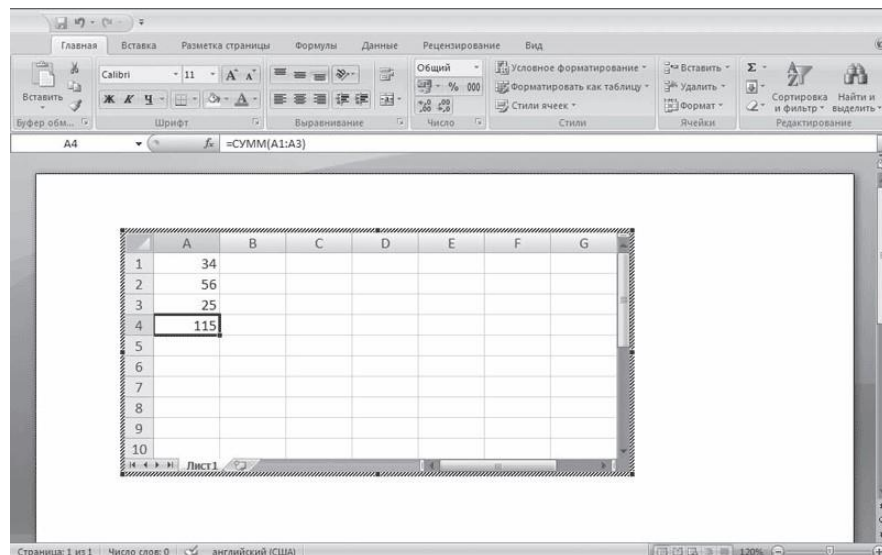 Главная Вставка Разметка страницы Формулы Данные Рецензирование Вид
Calibri 11 А А Общий Условное форматирование Вставить Σ
Вставить Ж К Ч А % 000 Форматировать как таблицу Удалить Сортировка Найти и
Стили ячеек Формат и фильтр выделить
Буфер обм... Шрифт Выравнивание Число Стили Ячейки Редактирование
A4 fx =СУММ(A1:A3)
A B C D E F G
1 34
2 56
3 25
4 115
5
6
7
8
9
10
Лист1
Страница: 1 из 1 Число слов: 0 английский (США) 120%